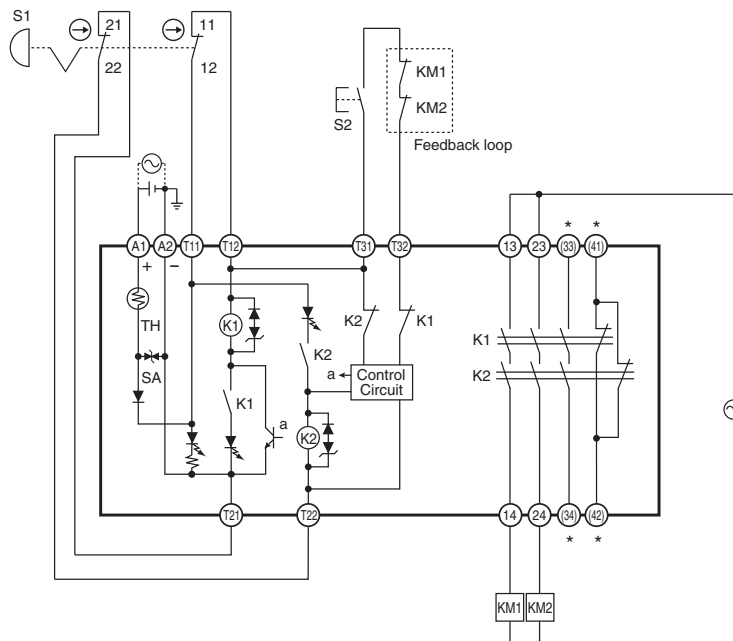 S1
21
11
22
12
KM1
KM2
S2
Feedback loop
A1
A2
T11
T12
T31
T32
13
23
*
(33)
*
(41)
+
−
TH
SA
K1
K2
K2
K1
K1
a
Control
Circuit
K1
K2
a
K2
T21
T22
14
24
(34)
*
(42)
*
KM1
KM2